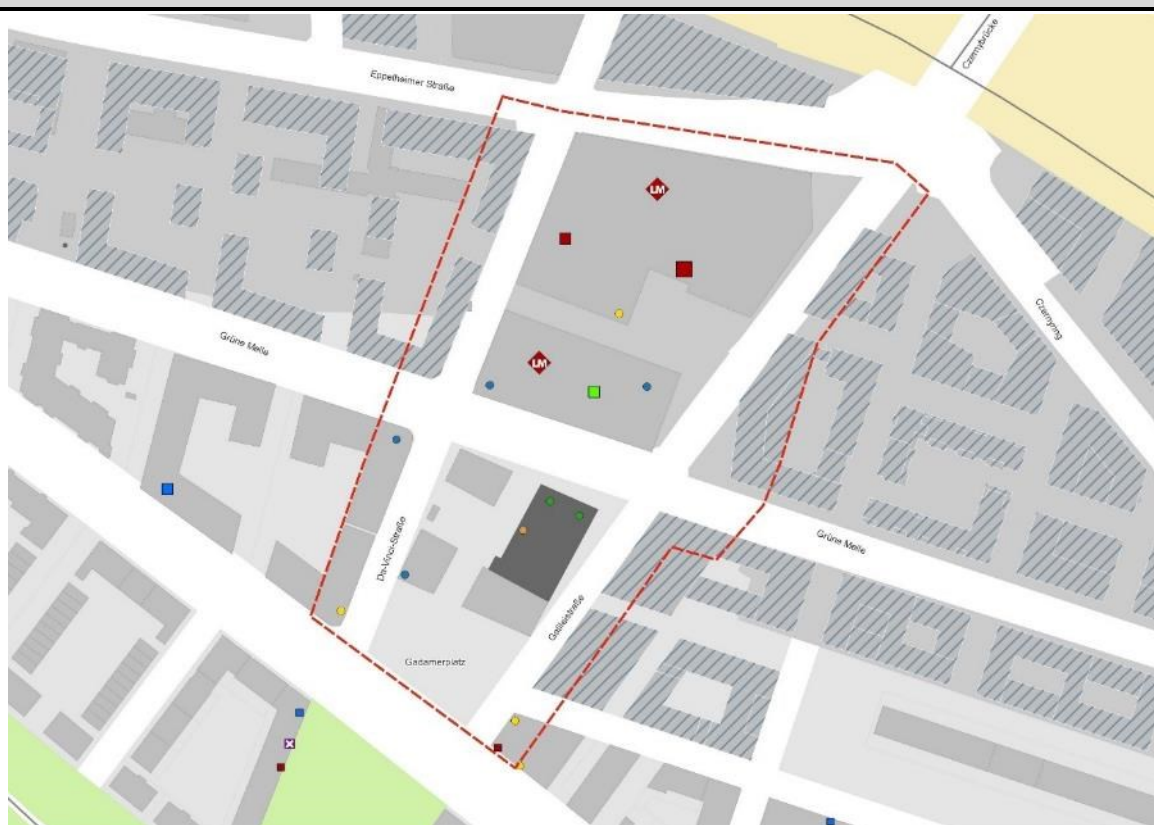 Czernybrücke
Eppelheimer Straße
LM
Czernyring
Grüne Meile
LM
Da-Vinci-Straße
Grüne Meile
Galileistraße
Gadamerplatz